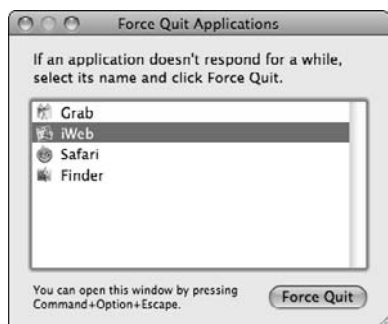 Force Quit Applications
If an application doesn't respond for a while,
select its name and click Force Quit.
Grab
iWeb
Safari
Finder
You can open this window by pressing
Command+Option+Escape.
Force Quit